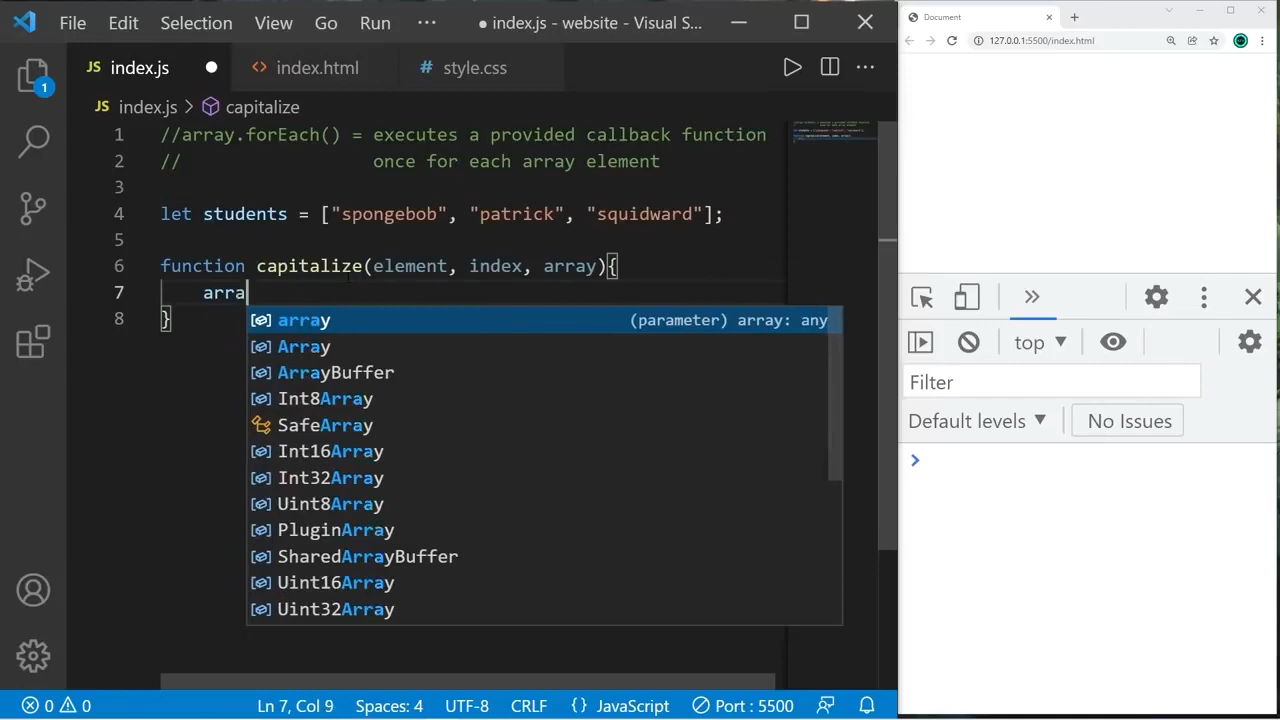 File Edit Selection View Go Run ··· ● index.js - website - Visual S...
JS index.js ● <> index.html # style.css
JS index.js > capitalize
1 //array.forEach() = executes a provided callback function
2 // once for each array element
3
4 let students = ["spongebob", "patrick", "squidward"];
5
6 function capitalize(element, index, array){
7 arra
8 }
array (parameter) array: any
Array
ArrayBuffer
Int8Array
SafeArray
Int16Array
Int32Array
Uint8Array
PluginArray
SharedArrayBuffer
Uint16Array
Uint32Array
1
0 0 Ln 7, Col 9 Spaces: 4 UTF-8 CRLF {} JavaScript Port : 5500
Document
127.0.0.1:5500/index.html
top
Filter
Default levels No Issues